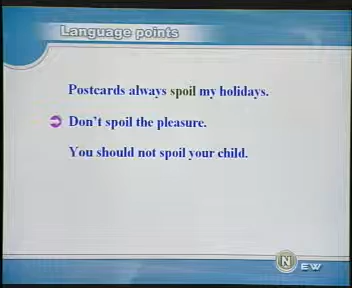 Language points
Postcards always spoil my holidays.
Don't spoil the pleasure.
You should not spoil your child.
N EW